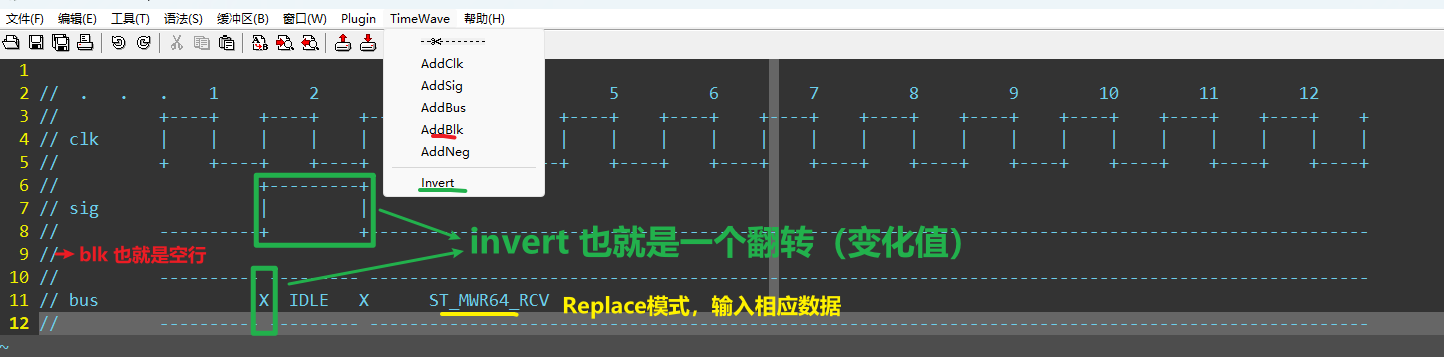 文件(F) 编辑(E) 工具(T) 语法(S) 缓冲区(B) 窗口(W) Plugin TimeWave 帮助(H)
--✂--------
AddClk
AddSig
AddBus
AddBlk
AddNeg
Invert
1
2 // . . . 1 2 5 6 7 8 9 10 11 12
3 // +----+ +----+ +- +----+ +----+ +----+ +----+ +----+ +----+ +----+ +----+ +
4 // clk | | | | | | | | | | | | | | | | | | | | | |
5 // + +----+ +----+ --+ +----+ +----+ +----+ +----+ +----+ +----+ +----+ +----+
6 // +---------+
7 // sig | |
8 // ----------+ +----------------------------------------------------------------------------------------------------
9 // blk 也就是空行
invert 也就是一个翻转（变化值）
10 // ---------- --------- ----------------------------------------------------------------------------------------------------
11 // bus X IDLE X ST_MWR64_RCV Replace模式，输入相应数据
12 // ---------- --------- ----------------------------------------------------------------------------------------------------
~